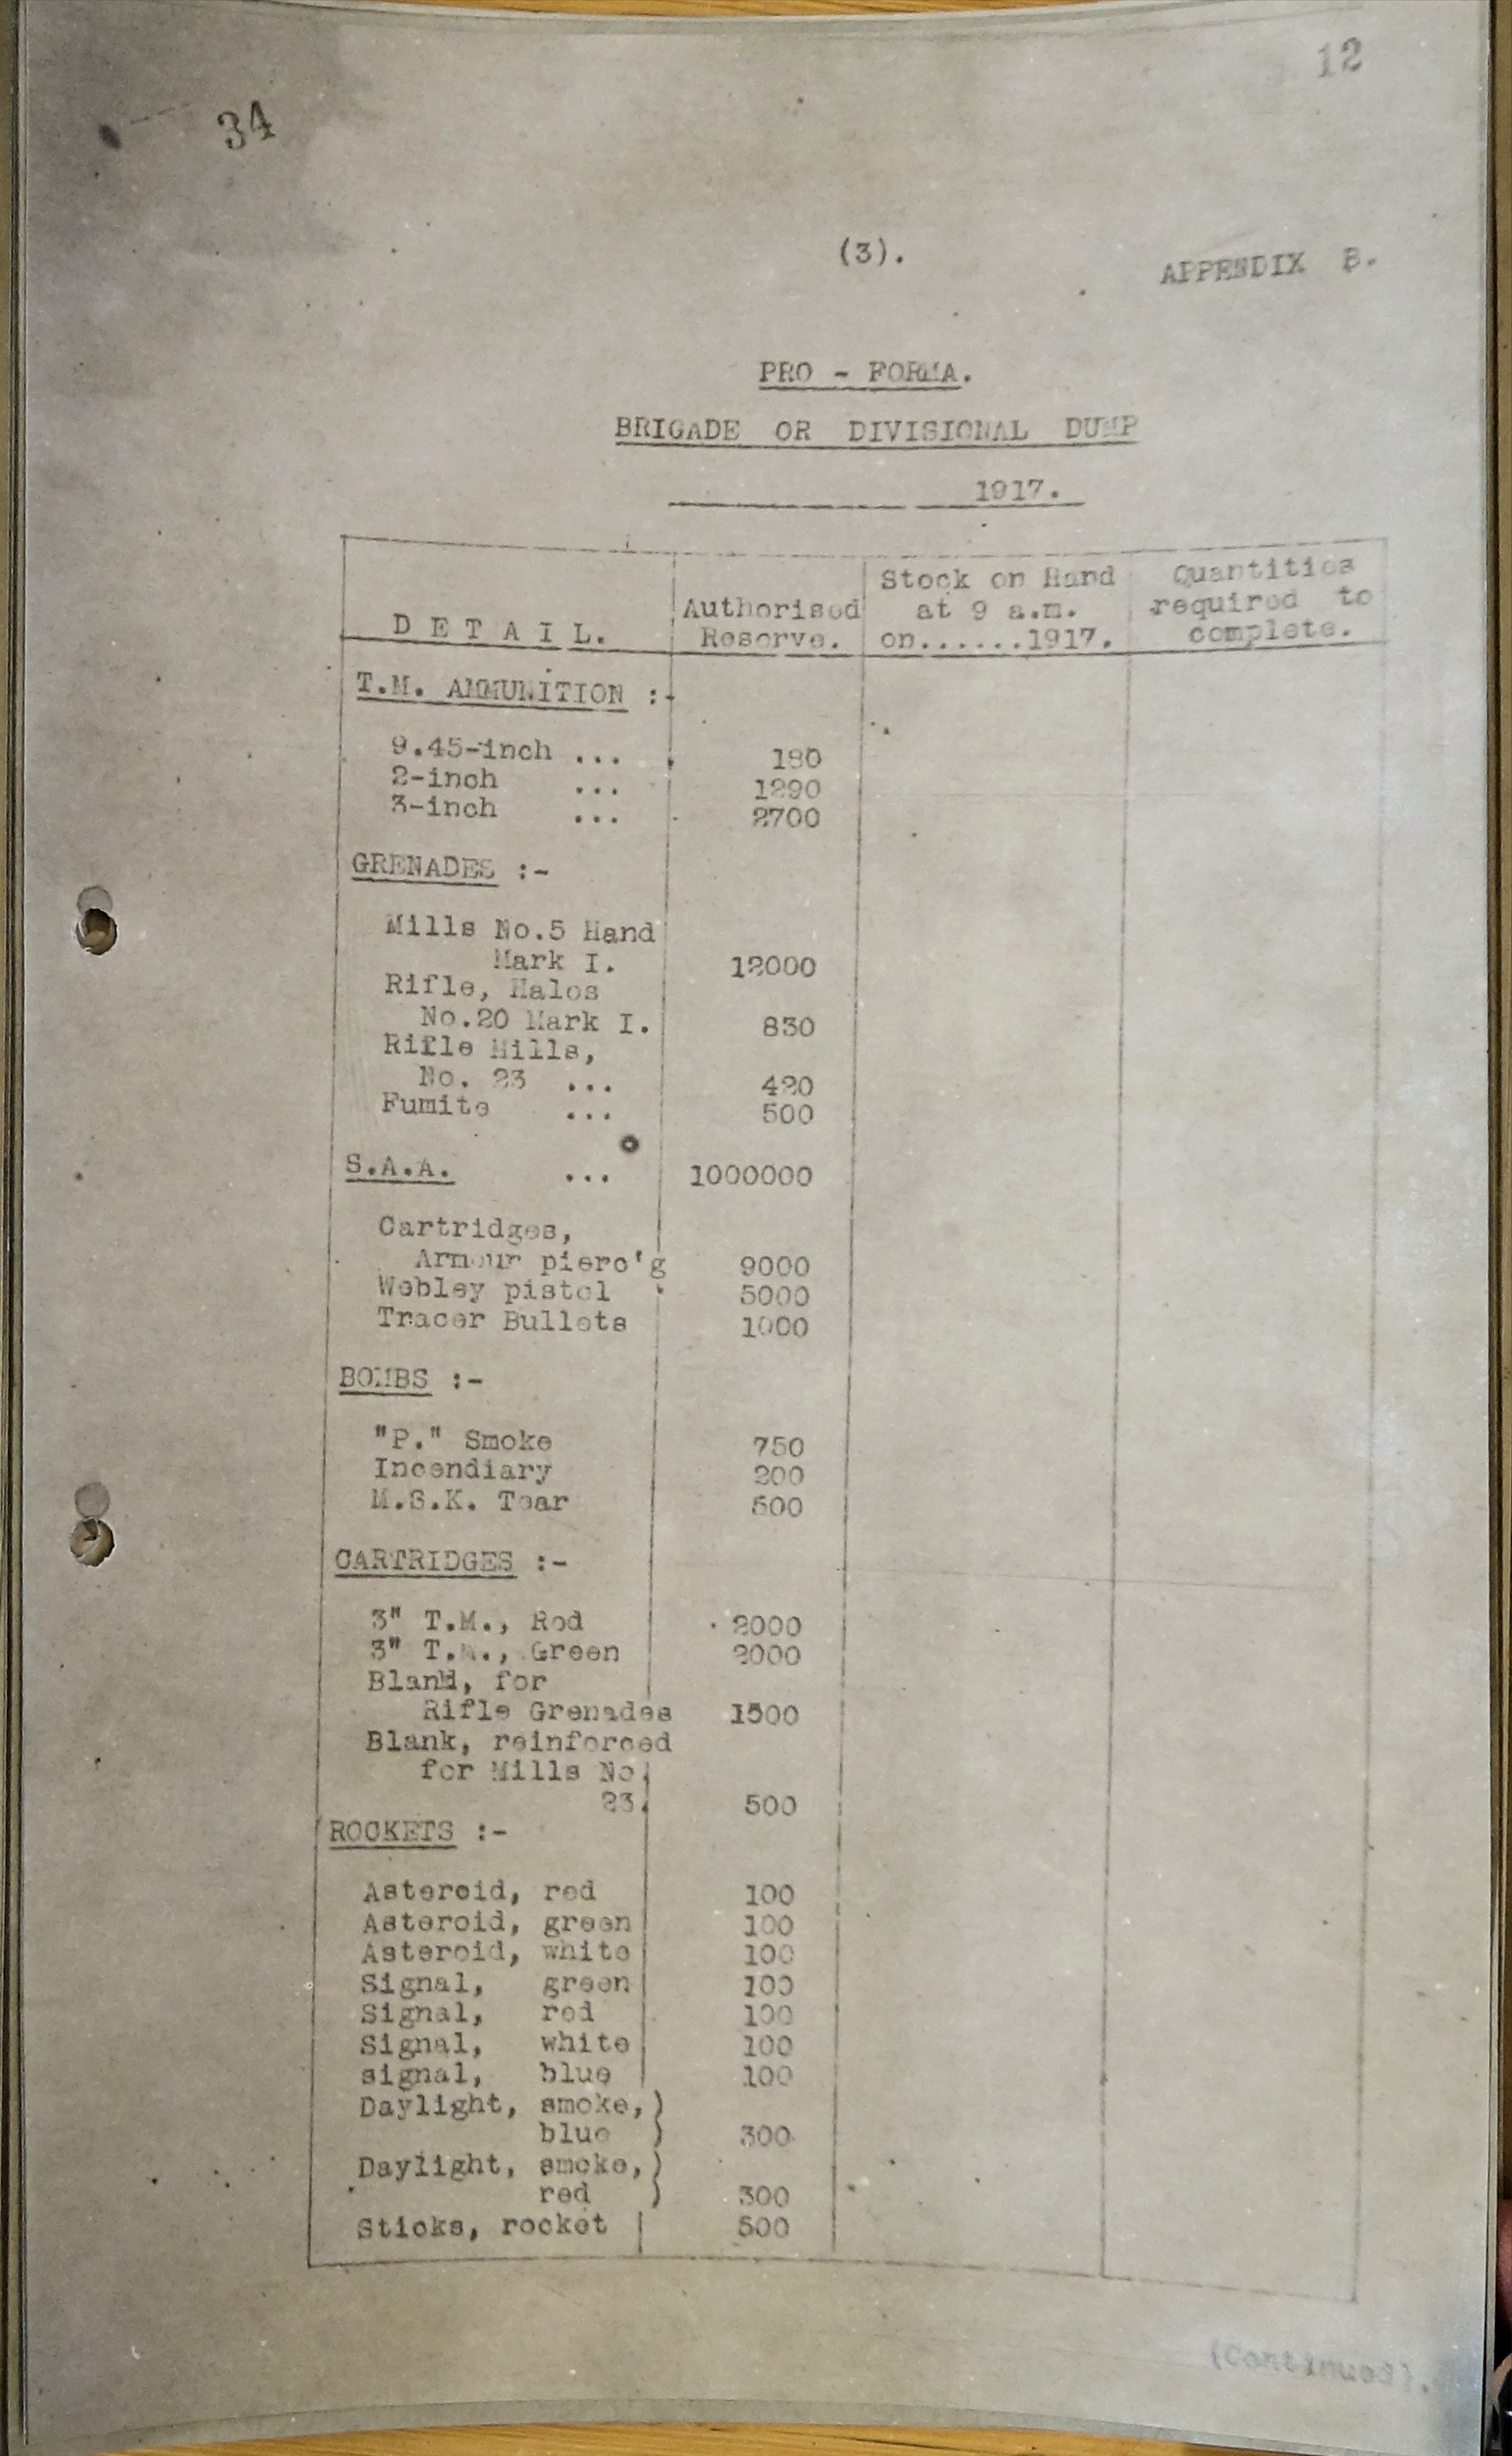 12
34
(3).
APPENDIX B.
PRO - FORMA.
BRIGADE OR DIVISIONAL DUMP
1917.
DETAIL. Authorised Reserve. Stock on Hand at 9 a.m. on.......1917. Quantities required to complete.
T.M. AMMUNITION :-
9.45-inch ... 180
2-inch ... 1290
3-inch ... 2700
GRENADES :-
Mills No.5 Hand
Mark I. 12000
Rifle, Hales
No.20 Mark I. 830
Rifle Mills,
No. 23 ... 420
Fumite ... 500
S.A.A. ... 1000000
Cartridges,
Armour pierc'g 9000
Webley pistol 5000
Tracer Bullets 1000
BOMBS :-
"P." Smoke 750
Incendiary 200
M.S.K. Tear 500
CARTRIDGES :-
3" T.M., Red 2000
3" T.M., Green 2000
Blank, for
Rifle Grenades 1500
Blank, reinforced
for Mills No.
23. 500
ROCKETS :-
Asteroid, red 100
Asteroid, green 100
Asteroid, white 100
Signal, green 100
Signal, red 100
Signal, white 100
signal, blue 100
Daylight, smoke, )
blue ) 300
Daylight, smoke, )
red ) 300
Sticks, rocket 500
(Continued).